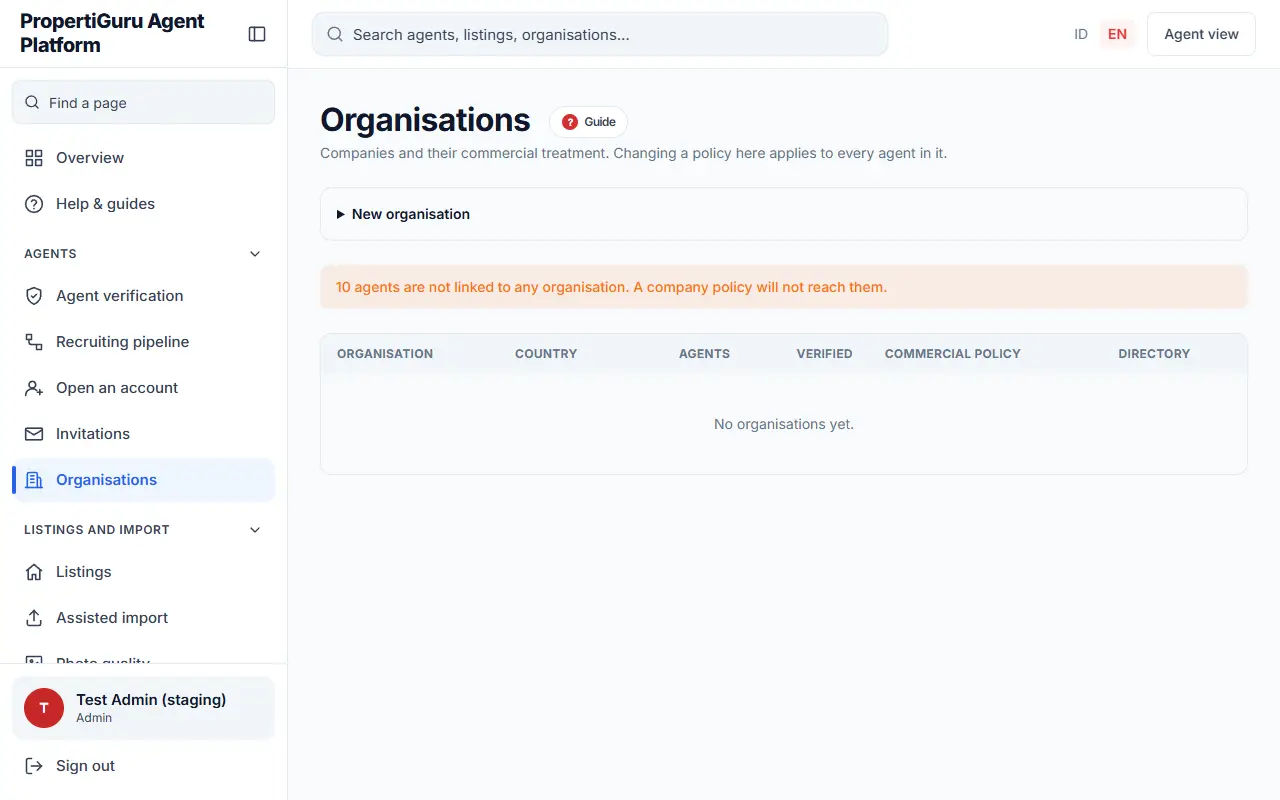 PropertiGuru Agent
Platform
Search agents, listings, organisations...
ID
EN
Agent view
Find a page
Overview
Help & guides
AGENTS
Agent verification
Recruiting pipeline
Open an account
Invitations
Organisations
LISTINGS AND IMPORT
Listings
Assisted import
Photo quality
T
Test Admin (staging)
Admin
Sign out
Organisations
? Guide
Companies and their commercial treatment. Changing a policy here applies to every agent in it.
New organisation
10 agents are not linked to any organisation. A company policy will not reach them.
ORGANISATION COUNTRY AGENTS VERIFIED COMMERCIAL POLICY DIRECTORY
No organisations yet.